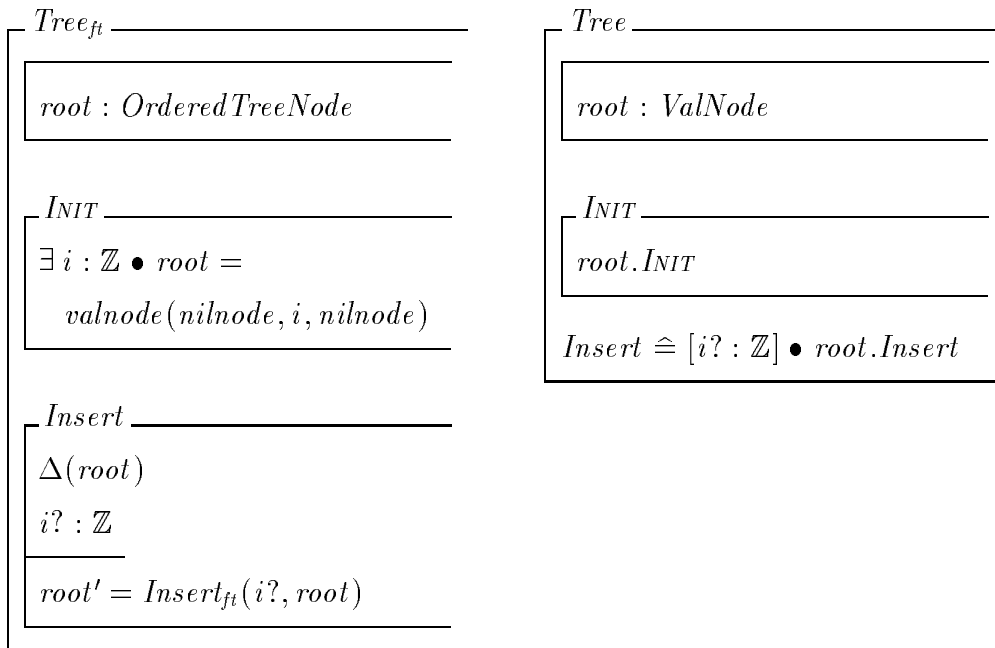 Tree_ft
root : OrderedTreeNode
INIT
∃ i : ℤ • root =
valnode(nilnode, i, nilnode)
Insert
Δ(root)
i? : ℤ
root′ = Insert_ft(i?, root)
Tree
root : ValNode
INIT
root.INIT
Insert ≙ [i? : ℤ] • root.Insert